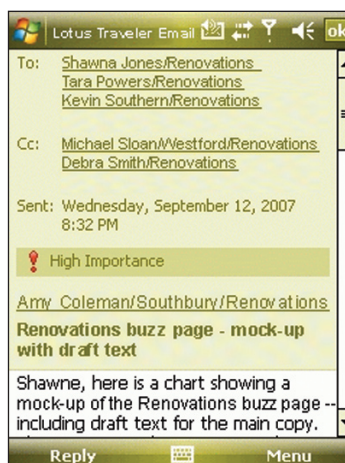 Lotus Traveler Email ok
To: Shawna Jones/Renovations
Tara Powers/Renovations
Kevin Southern/Renovations
Cc: Michael Sloan/Westford/Renovations
Debra Smith/Renovations
Sent: Wednesday, September 12, 2007
8:32 PM
High Importance
Amy Coleman/Southbury/Renovations
Renovations buzz page - mock-up
with draft text
Shawne, here is a chart showing a
mock-up of the Renovations buzz page --
including draft text for the main copy.
Reply Menu